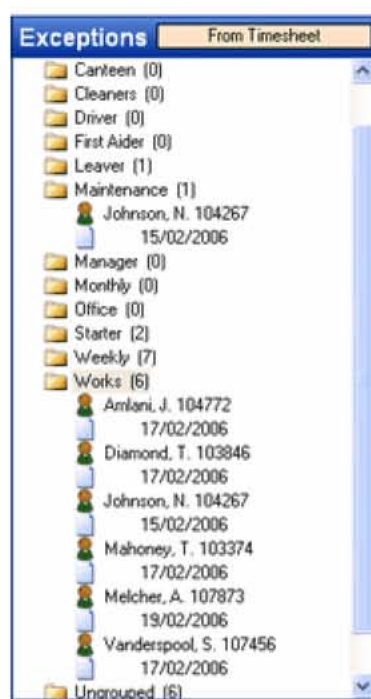 Exceptions From Timesheet
Canteen (0)
Cleaners (0)
Driver (0)
First Aider (0)
Leaver (1)
Maintenance (1)
Johnson, N. 104267
15/02/2006
Manager (0)
Monthly (0)
Office (0)
Starter (2)
Weekly (7)
Works (6)
Amlani, J. 104772
17/02/2006
Diamond, T. 103846
17/02/2006
Johnson, N. 104267
15/02/2006
Mahoney, T. 103374
17/02/2006
Melcher, A. 107873
19/02/2006
Vanderspool, S. 107456
17/02/2006
Ungrouped (6)